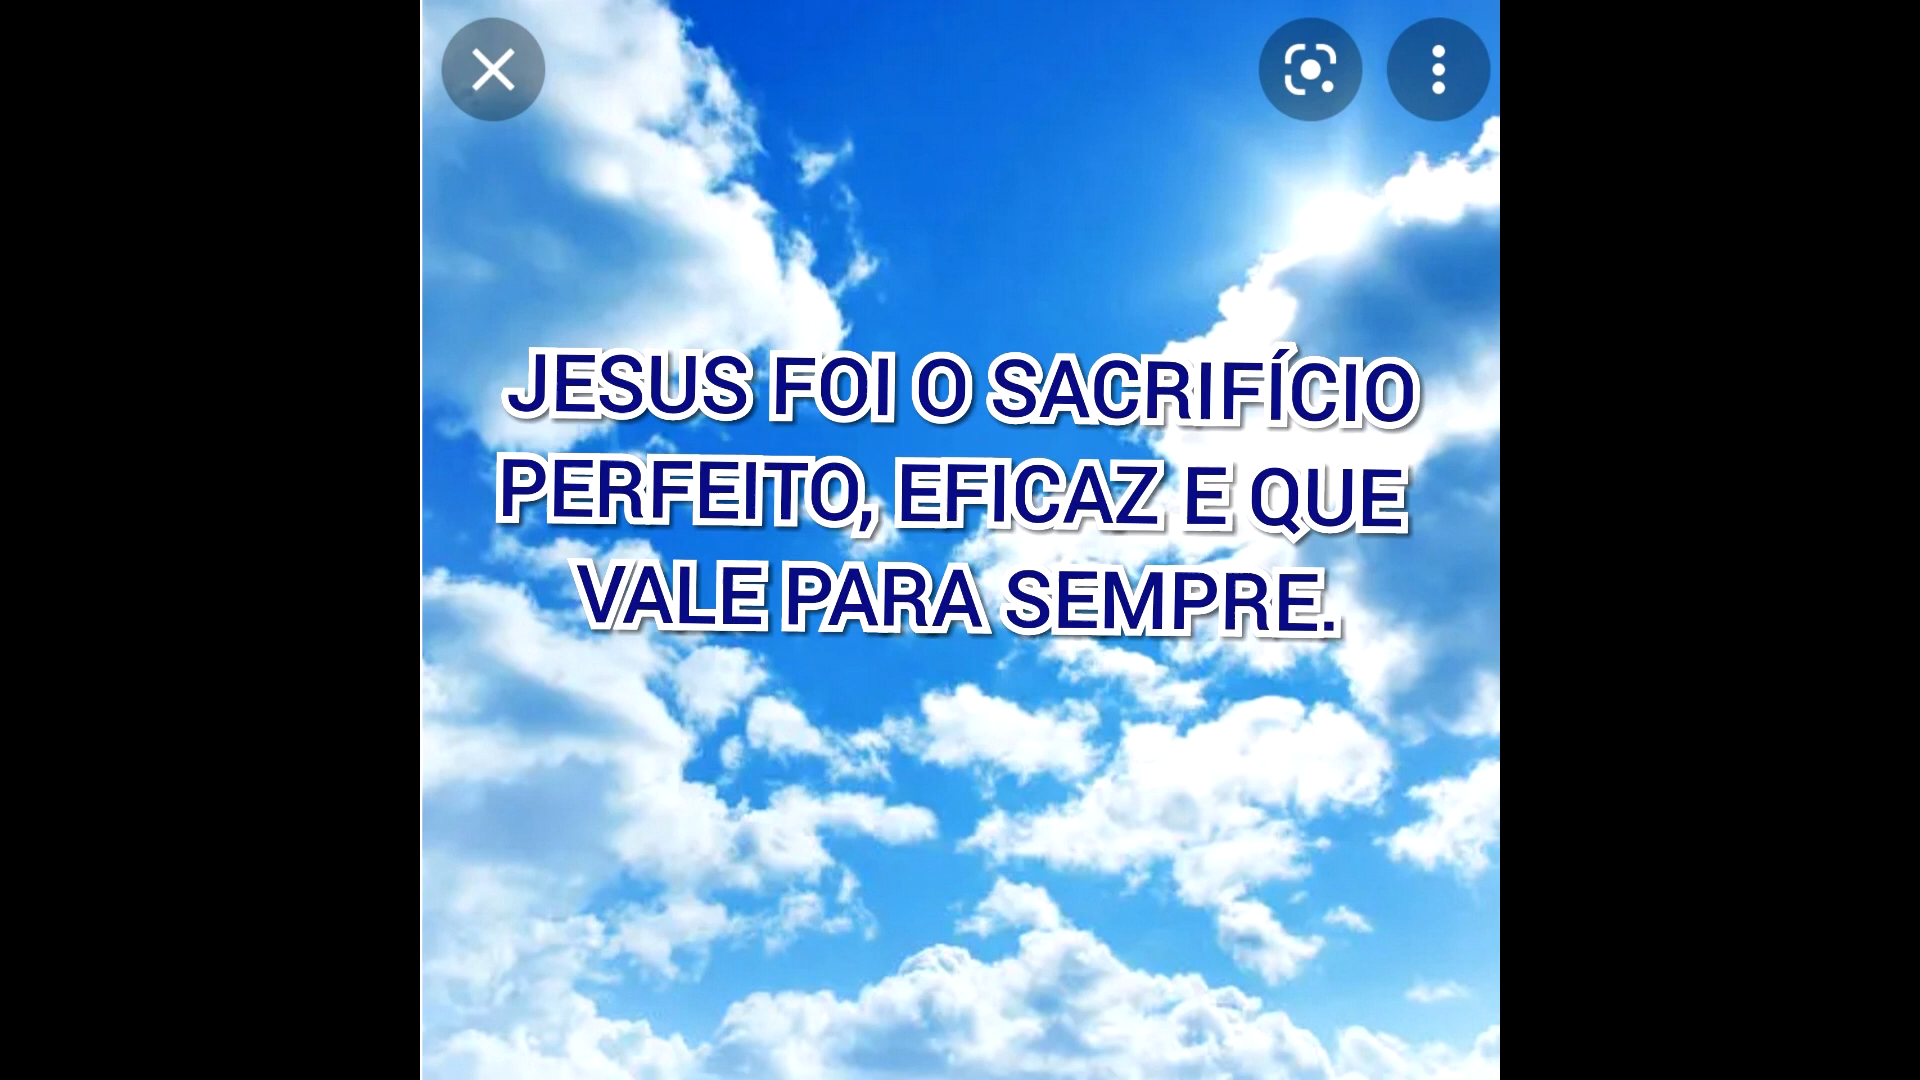 JESUS FOI O SACRIFÍCIO
PERFEITO, EFICAZ E QUE
VALE PARA SEMPRE.